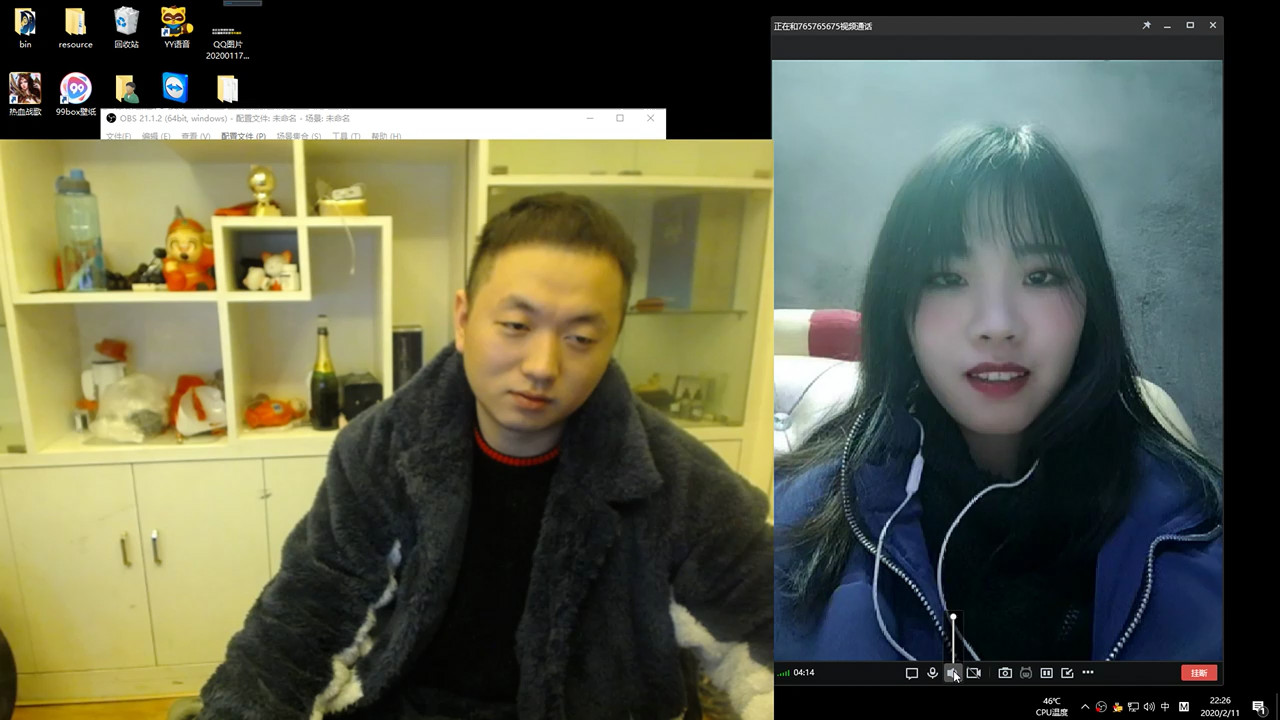 bin
resource
回收站
YY语音
QQ图片
20200117...
热血战歌
99box壁纸
OBS 21.1.2 (64bit, windows) - 配置文件: 未命名 - 场景: 未命名
文件(F) 编辑 (E) 查看 (V) 配置文件 (P) 场景集合 (S) 工具 (T) 帮助 (H)
正在和765765675视频通话
04:14
挂断
46℃
CPU温度
中
M
22:26
2020/2/11
1